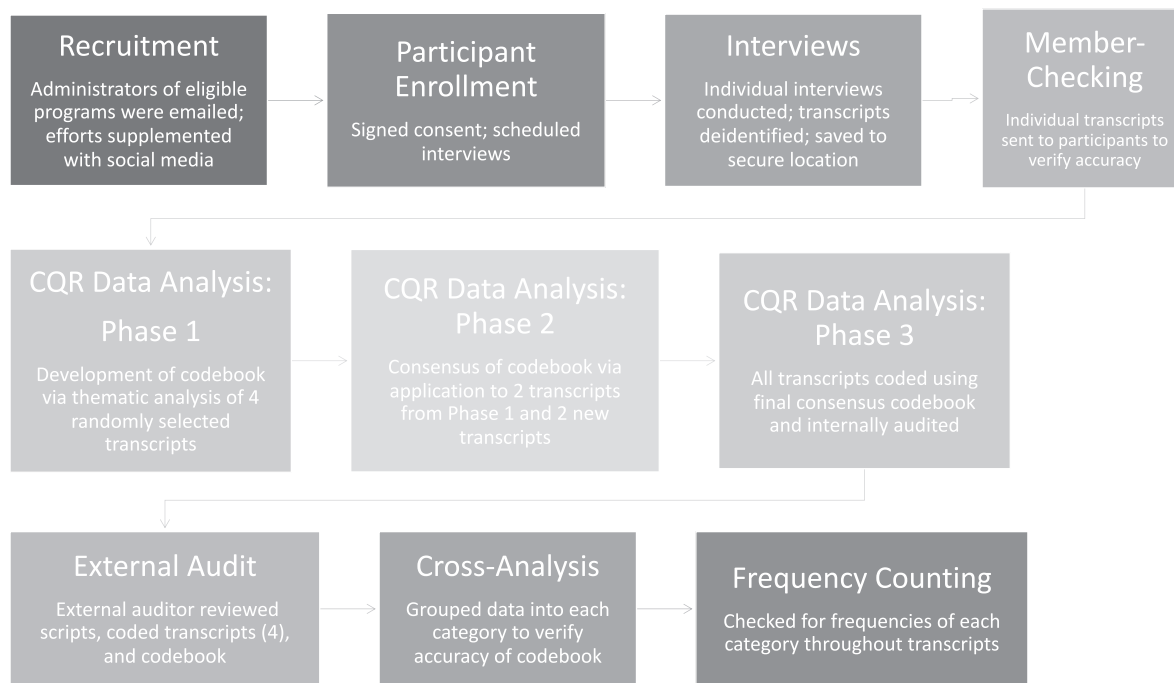 Recruitment
Administrators of eligible
programs were emailed;
efforts supplemented
with social media
Participant
Enrollment
Signed consent; scheduled
interviews
Interviews
Individual interviews
conducted; transcripts
deidentified; saved to
secure location
Member-
Checking
Individual transcripts
sent to participants to
verify accuracy
CQR Data Analysis:
Phase 1
Development of codebook
via thematic analysis of 4
randomly selected
transcripts
CQR Data Analysis:
Phase 2
Consensus of codebook via
application to 2 transcripts
from Phase 1 and 2 new
transcripts
CQR Data Analysis:
Phase 3
All transcripts coded using
final consensus codebook
and internally audited
External Audit
External auditor reviewed
scripts, coded transcripts (4),
and codebook
Cross-Analysis
Grouped data into each
category to verify
accuracy of codebook
Frequency Counting
Checked for frequencies of each
category throughout transcripts